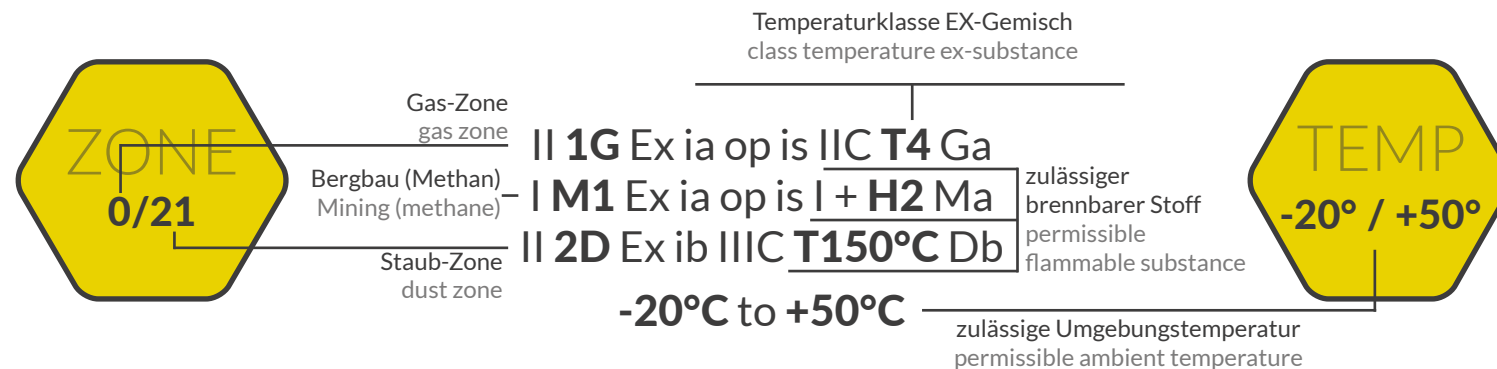 Temperaturklasse EX-Gemisch
class temperature ex-substance
ZONE
0/21
Gas-Zone
gas zone
II 1G Ex ia op is IIC T4 Ga
Bergbau (Methan)
Mining (methane)
I M1 Ex ia op is I + H2 Ma
Staub-Zone
dust zone
II 2D Ex ib IIIC T150°C Db
zulässiger
brennbarer Stoff
permissible
flammable substance
TEMP
-20° / +50°
-20°C to +50°C
zulässige Umgebungstemperatur
permissible ambient temperature